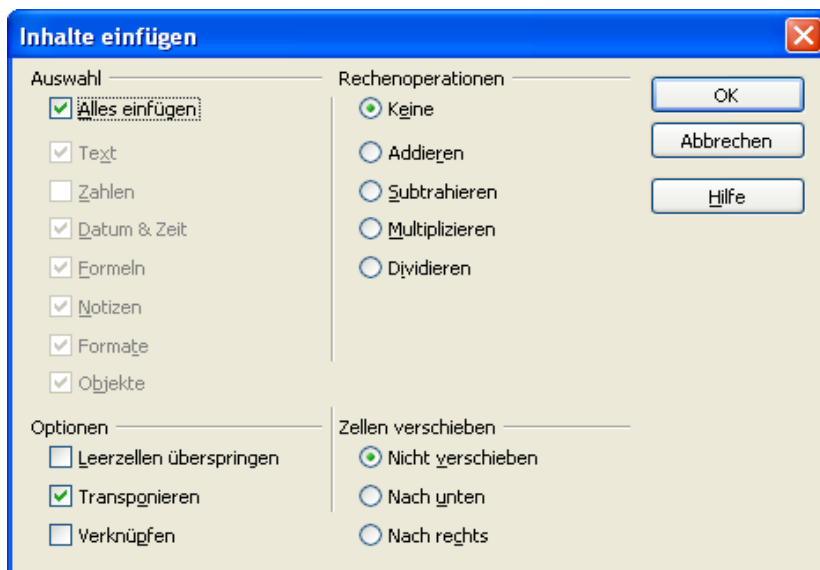 Inhalte einfügen
Auswahl
Alles einfügen
Text
Zahlen
Datum & Zeit
Formeln
Notizen
Formate
Objekte
Rechenoperationen
Keine
Addieren
Subtrahieren
Multiplizieren
Dividieren
OK
Abbrechen
Hilfe
Optionen
Leerzellen überspringen
Transponieren
Verknüpfen
Zellen verschieben
Nicht verschieben
Nach unten
Nach rechts